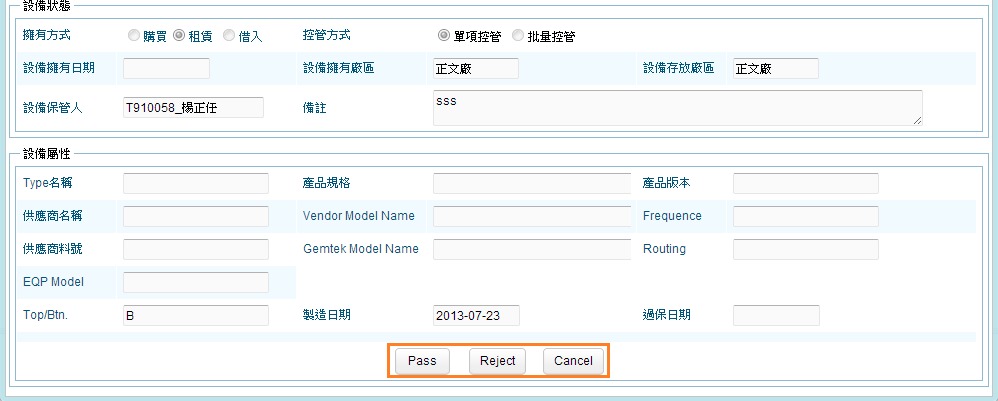 設備狀態
擁有方式 購買 租賃 借入 控管方式 單項控管 批量控管
設備擁有日期 設備擁有廠區 正文廠 設備存放廠區 正文廠
設備保管人 T910058_楊正任 備註 sss
設備屬性
Type名稱 產品規格 產品版本
供應商名稱 Vendor Model Name Frequence
供應商料號 Gemtek Model Name Routing
EQP Model
Top/Btn. B 製造日期 2013-07-23 過保日期
Pass Reject Cancel